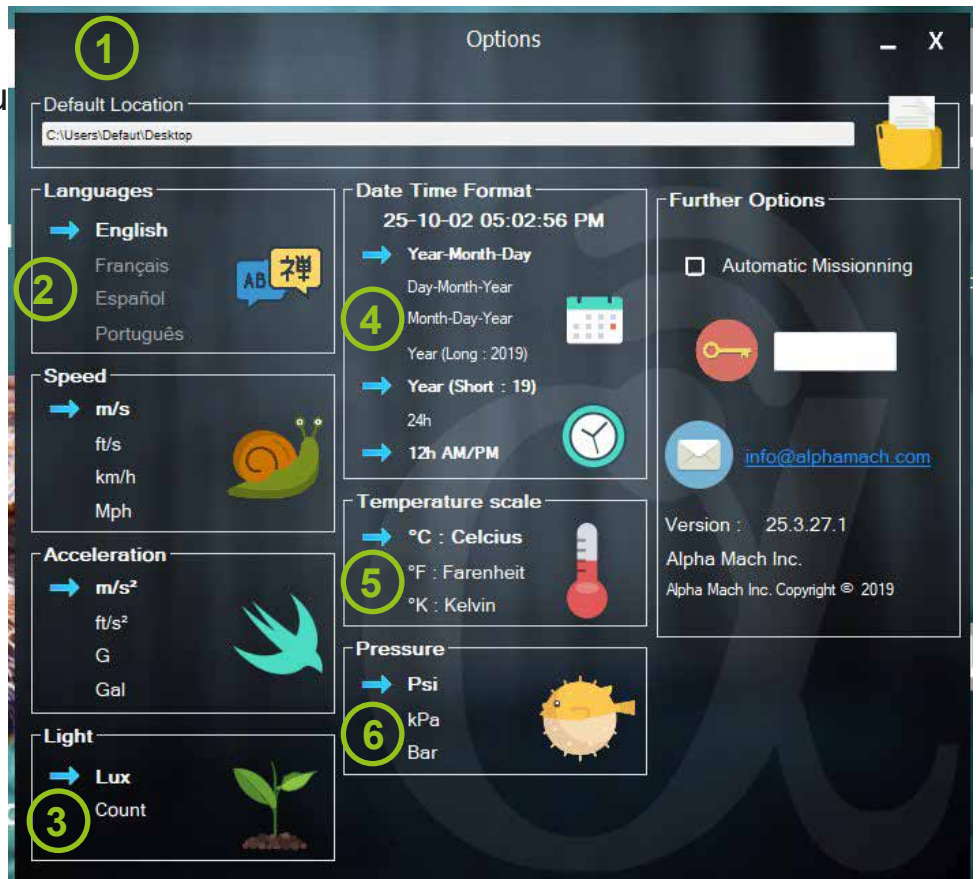 1
Options
_ X
u
Default Location
C:\Users\Defaut\Desktop
Languages
English
Français
2
Español
Português
AB 禅
Speed
m/s
ft/s
km/h
Mph
Acceleration
m/s²
ft/s²
G
Gal
Light
Lux
Count
3
Date Time Format
25-10-02 05:02:56 PM
Year-Month-Day
Day-Month-Year
4
Month-Day-Year
Year (Long : 2019)
Year (Short : 19)
24h
12h AM/PM
Temperature scale
°C : Celcius
5
°F : Farenheit
°K : Kelvin
Pressure
Psi
kPa
6
Bar
Further Options
Automatic Missionning
info@alphamach.com
Version : 25.3.27.1
Alpha Mach Inc.
Alpha Mach Inc. Copyright © 2019